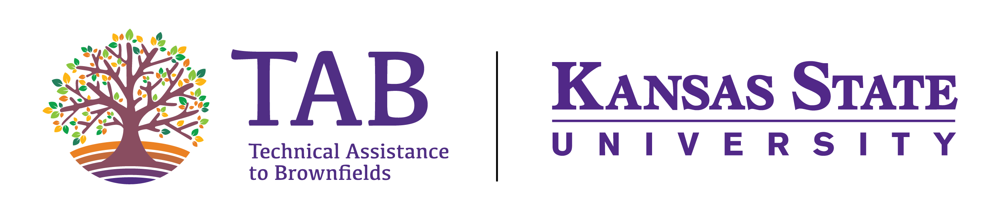 TAB
Technical Assistance
to Brownfields
KANSAS STATE
UNIVERSITY